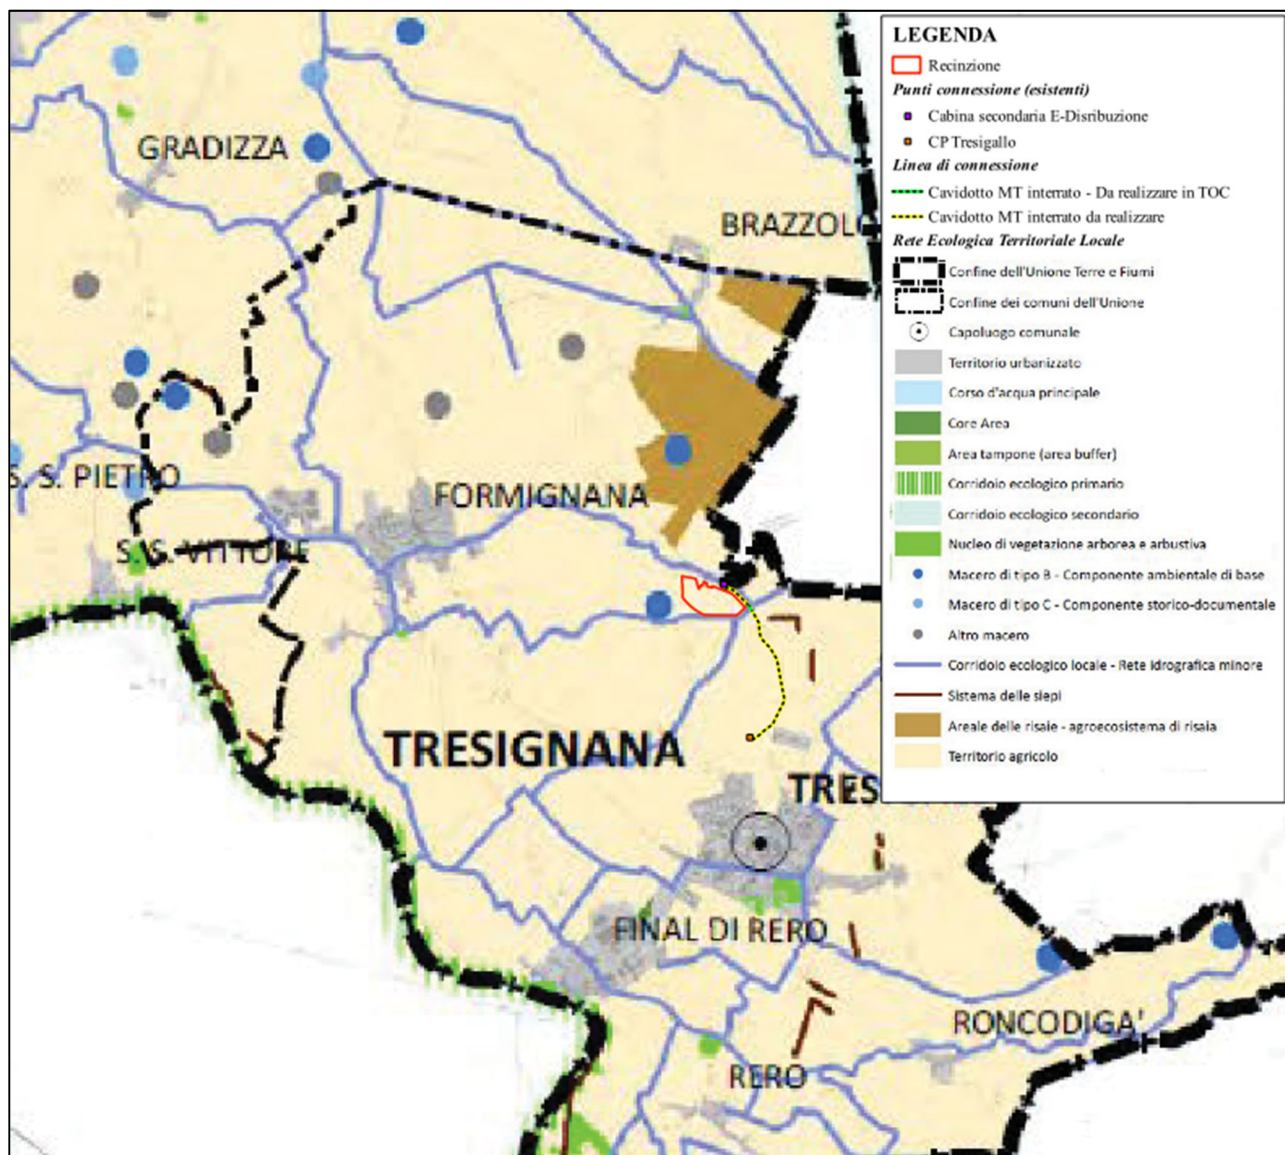 LEGENDA
Recinzione
Punti connessione (esistenti)
Cabina secondaria E-Disribuzione
CP Tresigallo
Linea di connessione
Cavidotto MT interrato - Da realizzare in TOC
Cavidotto MT interrato da realizzare
Rete Ecologica Territoriale Locale
Confine dell'Unione Terre e Fiumi
Confine dei comuni dell'Unione
Capoluogo comunale
Territorio urbanizzato
Corso d'acqua principale
Core Area
Area tampone (area buffer)
Corridoio ecologico primario
Corridoio ecologico secondario
Nucleo di vegetazione arborea e arbustiva
Macero di tipo B - Componente ambientale di base
Macero di tipo C - Componente storico-documentale
Altro macero
Corridoio ecologico locale - Rete idrografica minore
Sistema delle siepi
Areale delle risaie - agroecosistema di risaia
Territorio agricolo
GRADIZZA
BRAZZOLO
S. S. PIETRO
FORMIGNANA
S. S. VITTORE
TRESIGNANA
TRES
FINAL DI RERO
RONCODIGA'
RERO